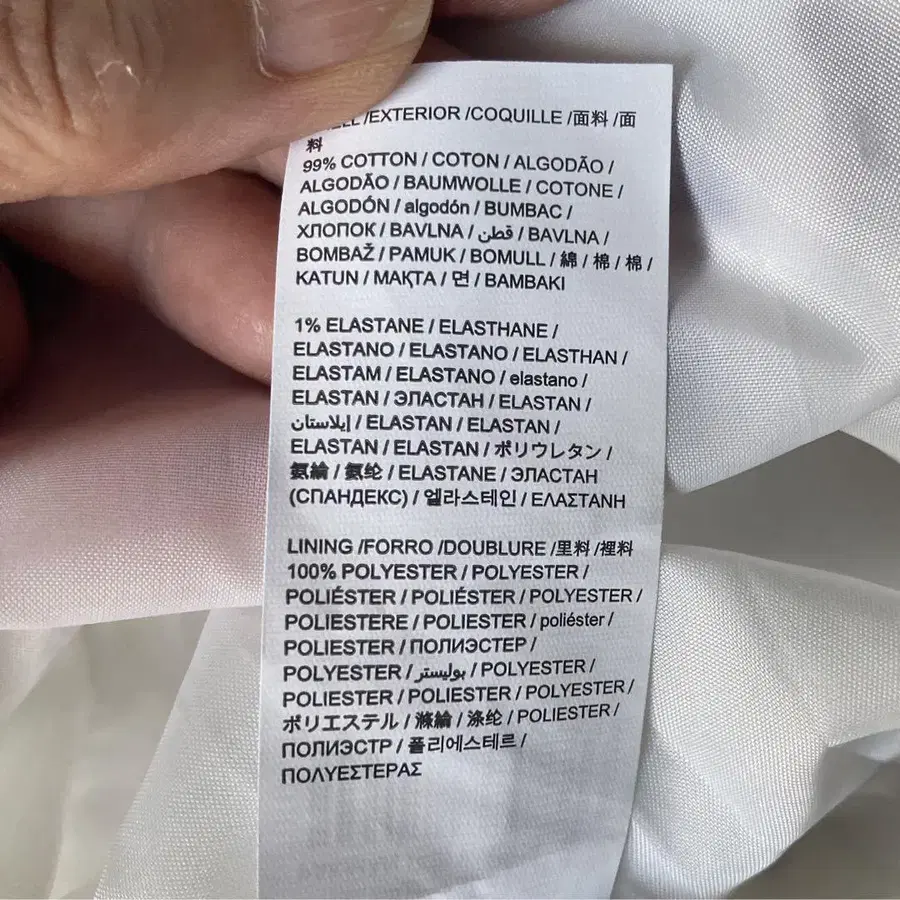 /EXTERIOR /COQUILLE /面料 /面
料
99% COTTON / COTON / ALGODÃO /
ALGODÃO / BAUMWOLLE / COTONE /
ALGODÓN / algodón / BUMBAC /
ХЛОПОК / BAVLNA / قطن / BAVLNA /
BOMBAŽ / PAMUK / BOMULL / 綿 / 棉 / 棉 /
KATUN / МАҚТА / 면 / BAMBAKI
1% ELASTANE / ELASTHANE /
ELASTANO / ELASTANO / ELASTHAN /
ELASTAM / ELASTANO / elastano /
ELASTAN / ЭЛАСТАН / ELASTAN /
إيلاستان / ELASTAN / ELASTAN /
ELASTAN / ELASTAN / ポリウレタン /
氨綸 / 氨纶 / ELASTANE / ЭЛАСТАН
(СПАНДЕКС) / 엘라스테인 / ΕΛΑΣΤΑΝΗ
LINING /FORRO /DOUBLURE /里料 /裡料
100% POLYESTER / POLYESTER /
POLIÉSTER / POLIÉSTER / POLYESTER /
POLIESTERE / POLIESTER / poliéster /
POLIESTER / ПОЛИЭСТЕР /
POLYESTER / بوليستر / POLYESTER /
POLIESTER / POLIESTER / POLYESTER /
ポリエステル / 滌綸 / 涤纶 / POLIESTER /
ПОЛИЭСТР / 폴리에스테르 /
ΠΟΛΥΕΣΤΕΡΑΣ